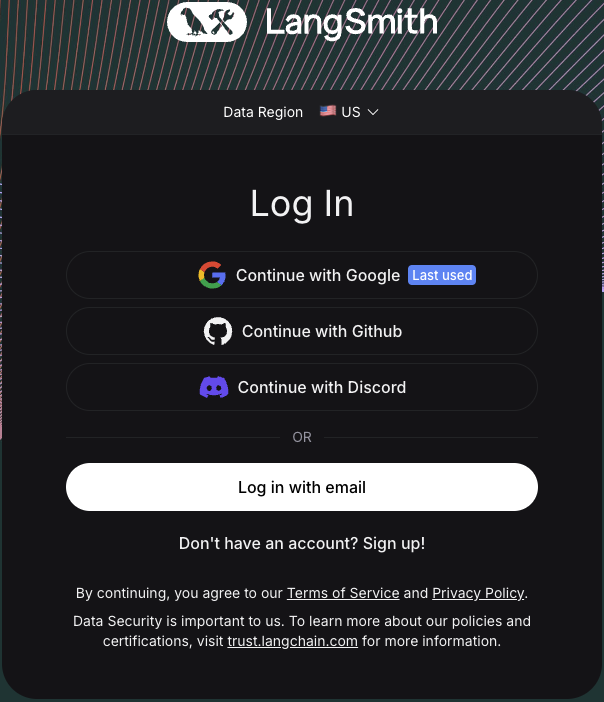 LangSmith
Data Region 🇺🇸 US
Log In
Continue with Google Last used
Continue with Github
Continue with Discord
OR
Log in with email
Don't have an account? Sign up!
By continuing, you agree to our Terms of Service and Privacy Policy.
Data Security is important to us. To learn more about our policies and
certifications, visit trust.langchain.com for more information.